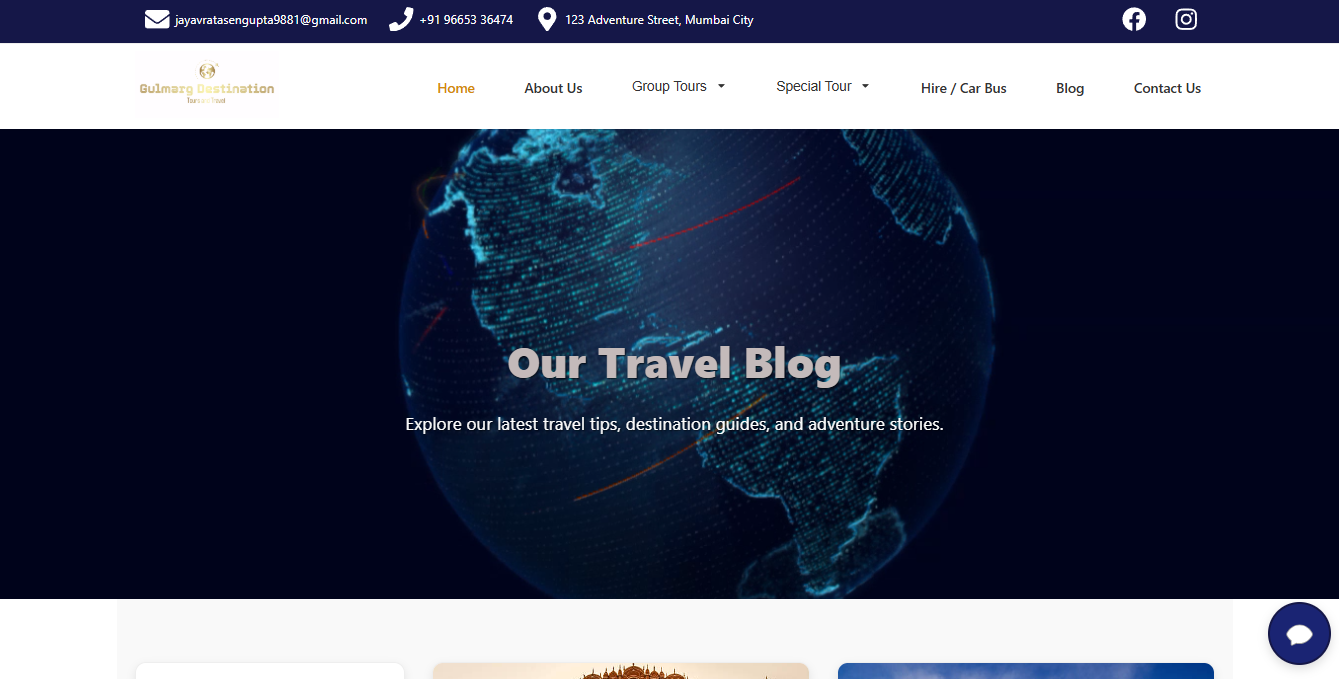 jayavratasengupta9881@gmail.com +91 96653 36474 123 Adventure Street, Mumbai City
Gulmarg Destination
Tours and Travel
Home About Us Group Tours Special Tour Hire / Car Bus Blog Contact Us
Our Travel Blog
Explore our latest travel tips, destination guides, and adventure stories.